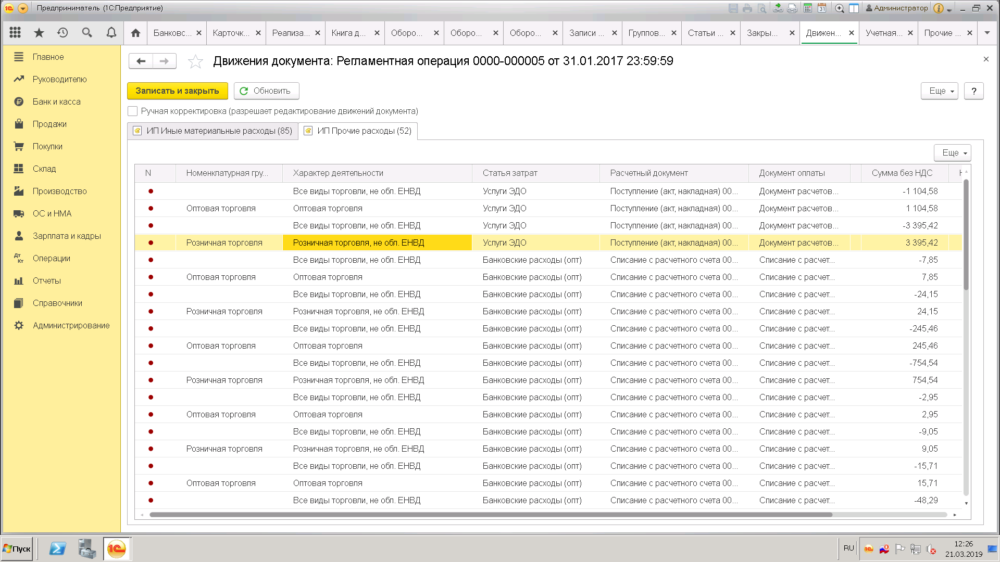 Предприниматель (1С:Предприятие)
31
Администратор
Банковс...
Карточк...
Реализа...
Книга д...
Оборо...
Оборо...
Оборо...
Записи ...
Группов...
Статьи ...
Закры...
Движен...
Учетная...
Прочие ...
Главное
Руководителю
Банк и касса
Продажи
Покупки
Склад
Производство
ОС и НМА
Зарплата и кадры
Дт Кт Операции
Отчеты
Справочники
Администрирование
Движения документа: Регламентная операция 0000-000005 от 31.01.2017 23:59:59
Записать и закрыть Обновить Еще ?
Ручная корректировка (разрешает редактирование движений документа)
ИП Иные материальные расходы (85) ИП Прочие расходы (52)
Еще
N Номенклатурная гру... Характер деятельности Статья затрат Расчетный документ Документ оплаты Сумма без НДС
Все виды торговли, не обл. ЕНВД Услуги ЭДО Поступление (акт, накладная) 00... Документ расчетов... -1 104,58
Оптовая торговля Оптовая торговля Услуги ЭДО Поступление (акт, накладная) 00... Документ расчетов... 1 104,58
Все виды торговли, не обл. ЕНВД Услуги ЭДО Поступление (акт, накладная) 00... Документ расчетов... -3 395,42
Розничная торговля Розничная торговля, не обл. ЕНВД Услуги ЭДО Поступление (акт, накладная) 00... Документ расчетов... 3 395,42
Все виды торговли, не обл. ЕНВД Банковские расходы (опт) Списание с расчетного счета 00... Списание с расчет... -7,85
Оптовая торговля Оптовая торговля Банковские расходы (опт) Списание с расчетного счета 00... Списание с расчет... 7,85
Все виды торговли, не обл. ЕНВД Банковские расходы (опт) Списание с расчетного счета 00... Списание с расчет... -24,15
Розничная торговля Розничная торговля, не обл. ЕНВД Банковские расходы (опт) Списание с расчетного счета 00... Списание с расчет... 24,15
Все виды торговли, не обл. ЕНВД Банковские расходы (опт) Списание с расчетного счета 00... Списание с расчет... -245,46
Оптовая торговля Оптовая торговля Банковские расходы (опт) Списание с расчетного счета 00... Списание с расчет... 245,46
Все виды торговли, не обл. ЕНВД Банковские расходы (опт) Списание с расчетного счета 00... Списание с расчет... -754,54
Розничная торговля Розничная торговля, не обл. ЕНВД Банковские расходы (опт) Списание с расчетного счета 00... Списание с расчет... 754,54
Все виды торговли, не обл. ЕНВД Банковские расходы (опт) Списание с расчетного счета 00... Списание с расчет... -2,95
Оптовая торговля Оптовая торговля Банковские расходы (опт) Списание с расчетного счета 00... Списание с расчет... 2,95
Все виды торговли, не обл. ЕНВД Банковские расходы (опт) Списание с расчетного счета 00... Списание с расчет... -9,05
Розничная торговля Розничная торговля, не обл. ЕНВД Банковские расходы (опт) Списание с расчетного счета 00... Списание с расчет... 9,05
Все виды торговли, не обл. ЕНВД Банковские расходы (опт) Списание с расчетного счета 00... Списание с расчет... -15,71
Оптовая торговля Оптовая торговля Банковские расходы (опт) Списание с расчетного счета 00... Списание с расчет... 15,71
Все виды торговли, не обл. ЕНВД Банковские расходы (опт) Списание с расчетного счета 00... Списание с расчет... -48,29
Пуск
RU
12:26
21.03.2019